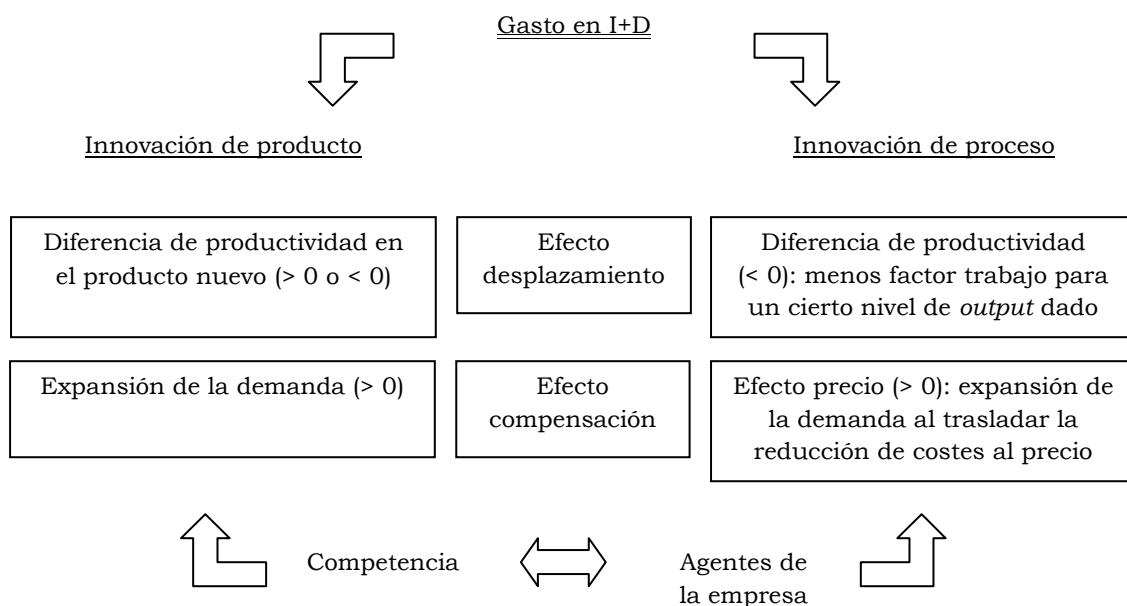 Gasto en I+D
Innovación de producto
Innovación de proceso
Diferencia de productividad en
el producto nuevo (> 0 o < 0)
Efecto
desplazamiento
Diferencia de productividad
(< 0): menos factor trabajo para
un cierto nivel de output dado
Expansión de la demanda (> 0)
Efecto
compensación
Efecto precio (> 0): expansión de
la demanda al trasladar la
reducción de costes al precio
Competencia
Agentes de
la empresa